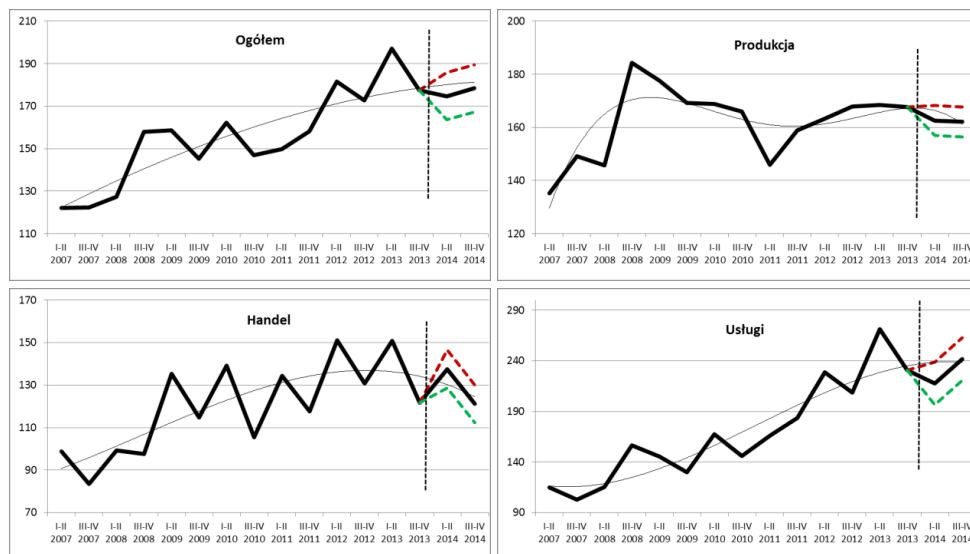 Ogółem
210
190
170
150
130
110
I-II III-IV I-II III-IV I-II III-IV I-II III-IV I-II III-IV I-II III-IV I-II III-IV I-II III-IV
2007 2007 2008 2008 2009 2009 2010 2010 2011 2011 2012 2012 2013 2013 2014 2014
Produkcja
200
180
160
140
120
I-II III-IV I-II III-IV I-II III-IV I-II III-IV I-II III-IV I-II III-IV I-II III-IV I-II III-IV
2007 2007 2008 2008 2009 2009 2010 2010 2011 2011 2012 2012 2013 2013 2014 2014
Handel
170
150
130
110
90
70
I-II III-IV I-II III-IV I-II III-IV I-II III-IV I-II III-IV I-II III-IV I-II III-IV I-II III-IV
2007 2007 2008 2008 2009 2009 2010 2010 2011 2011 2012 2012 2013 2013 2014 2014
Usługi
290
240
190
140
90
I-II III-IV I-II III-IV I-II III-IV I-II III-IV I-II III-IV I-II III-IV I-II III-IV I-II III-IV
2007 2007 2008 2008 2009 2009 2010 2010 2011 2011 2012 2012 2013 2013 2014 2014